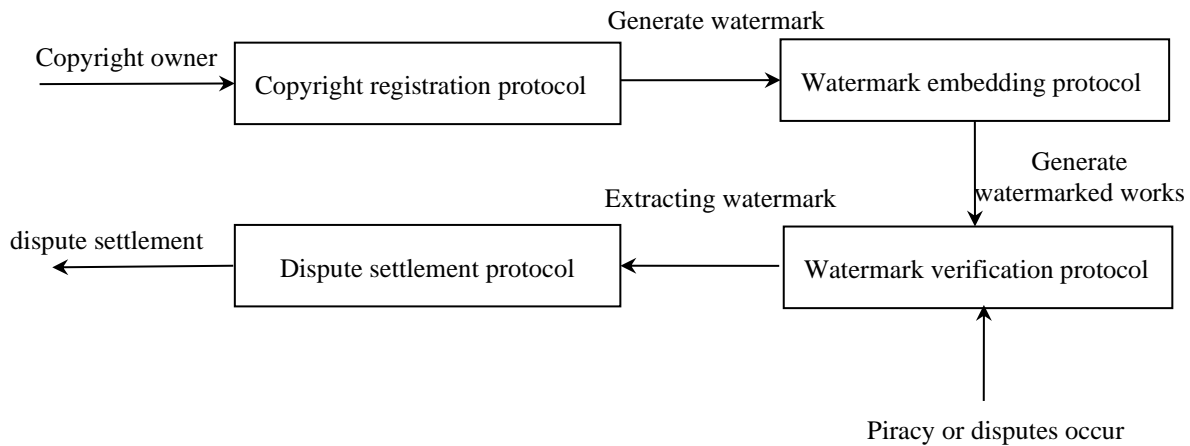 Generate watermark
Copyright owner
Copyright registration protocol
Watermark embedding protocol
Generate
watermarked works
Extracting watermark
dispute settlement
Dispute settlement protocol
Watermark verification protocol
Piracy or disputes occur